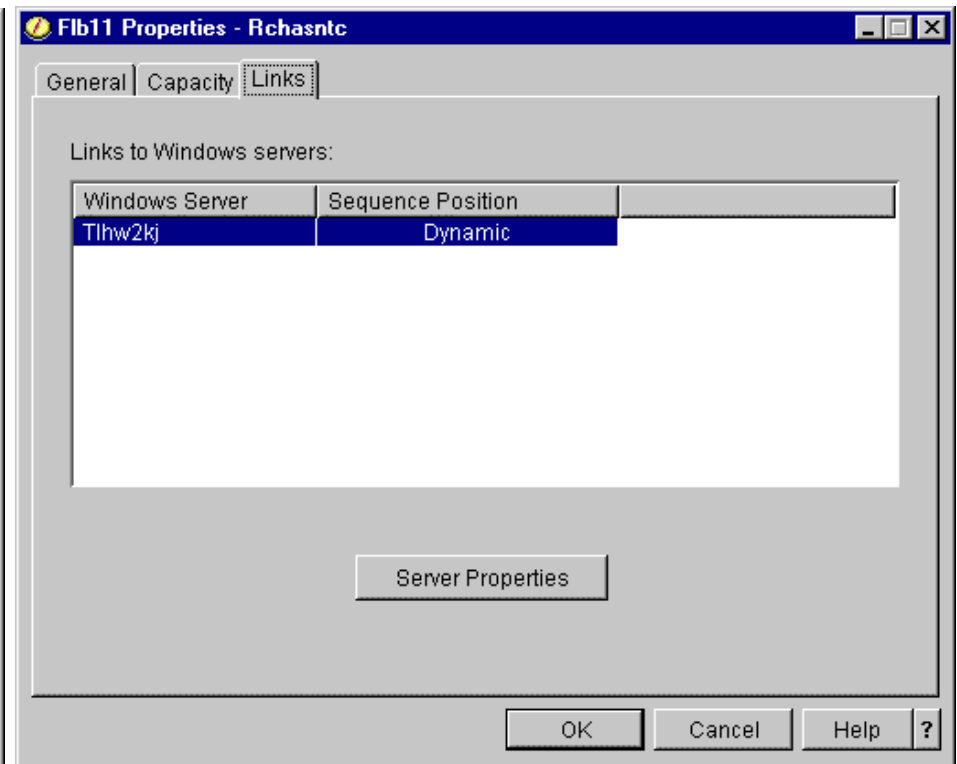 Flb11 Properties - Rchasntc
General Capacity Links
Links to Windows servers:
Windows Server Sequence Position
Tlhw2kj Dynamic
Server Properties
OK Cancel Help ?